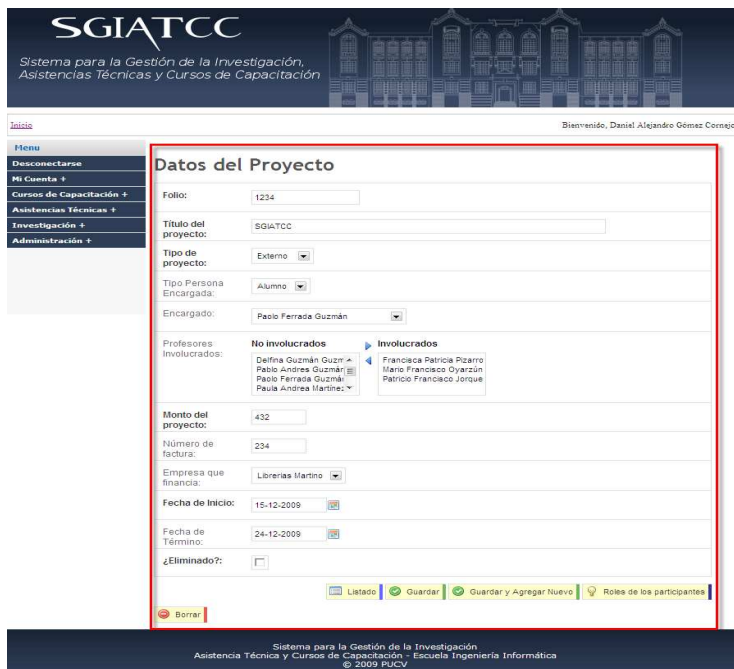 SGIATCC
Sistema para la Gestión de la Investigación,
Asistencias Técnicas y Cursos de Capacitación
Inicio
Bienvenido, Daniel Alejandro Gómez Cornejo
Menu
Desconectarse
Mi Cuenta +
Cursos de Capacitación +
Asistencias Técnicas +
Investigación +
Administración +
Datos del Proyecto
Folio: 1234
Título del
proyecto: SGIATCC
Tipo de
proyecto: Externo
Tipo Persona
Encargada: Alumno
Encargado: Paolo Ferrada Guzmán
Profesores
Involucrados:
No involucrados
Delfina Guzmán Guzm
Pablo Andres Guzmár
Paolo Ferrada Guzmá
Paula Andrea Martíne
Involucrados
Francisca Patricia Pizarro
Mario Francisco Oyarzún
Patricio Francisco Jorque
Monto del
proyecto: 432
Número de
factura: 234
Empresa que
financia: Librerias Martino
Fecha de Inicio: 15-12-2009
Fecha de
Término: 24-12-2009
¿Eliminado?:
Listado Guardar Guardar y Agregar Nuevo Roles de los participantes
Borrar
Sistema para la Gestión de la Investigación
Asistencia Técnica y Cursos de Capacitación - Escuela Ingeniería Informática
© 2009 PUCV